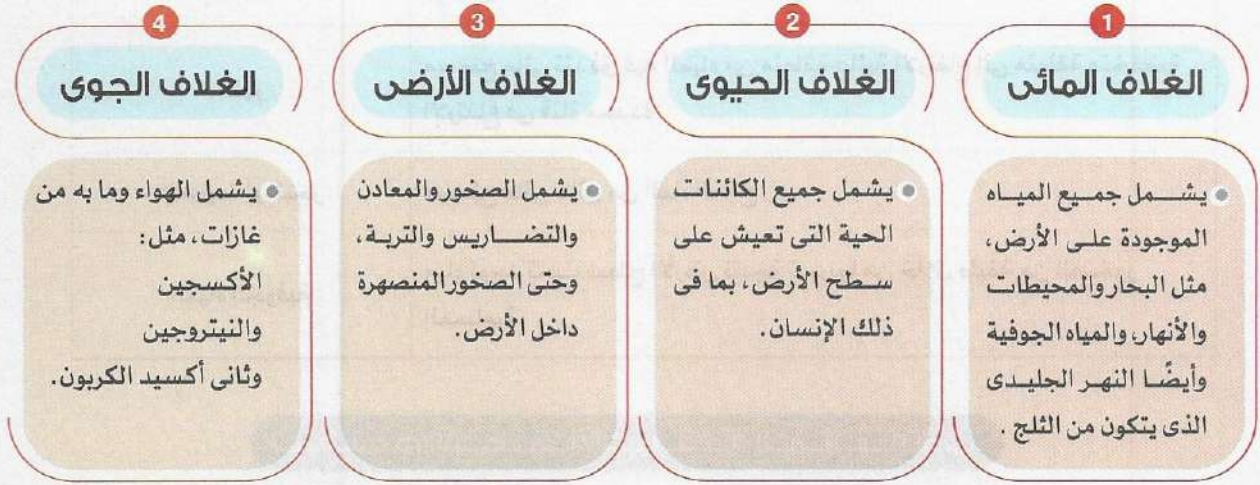 1
الغلاف المائى
يشمل جميع المياه
الموجودة على الأرض،
مثل البحار والمحيطات
والأنهار، والمياه الجوفية
وأيضًا النهر الجليدى
الذى يتكون من الثلج .
2
الغلاف الحيوى
يشمل جميع الكائنات
الحية التى تعيش على
سطح الأرض، بما فى
ذلك الإنسان.
3
الغلاف الأرضى
يشمل الصخور والمعادن
والتضاريس والتربة،
وحتى الصخور المنصهرة
داخل الأرض.
4
الغلاف الجوى
يشمل الهواء وما به من
غازات، مثل:
الأكسجين
والنيتروجين
وثانى أكسيد الكربون.